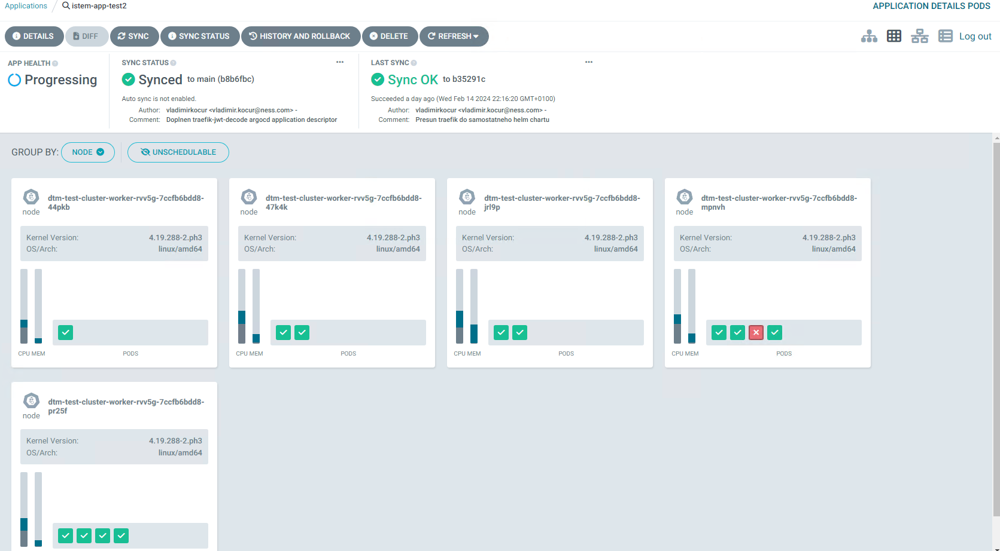 Applications / istem-app-test2
APPLICATION DETAILS PODS
DETAILS DIFF SYNC SYNC STATUS HISTORY AND ROLLBACK DELETE REFRESH
Log out
APP HEALTH
Progressing
SYNC STATUS
Synced to main (b8b6fbc)
Auto sync is not enabled.
Author: vladimirkocur <vladimir.kocur@ness.com> -
Comment: Doplnen traefik-jwt-decode argocd application descriptor
LAST SYNC
Sync OK to b35291c
Succeeded a day ago (Wed Feb 14 2024 22:16:20 GMT+0100)
Author: vladimirkocur <vladimir.kocur@ness.com> -
Comment: Presun traefik do samostatneho helm chartu
GROUP BY: NODE UNSCHEDULABLE
node
dtm-test-cluster-worker-rvv5g-7ccfb6bdd8-
44pkb
Kernel Version: 4.19.288-2.ph3
OS/Arch: linux/amd64
CPU MEM PODS
node
dtm-test-cluster-worker-rvv5g-7ccfb6bdd8-
47k4k
Kernel Version: 4.19.288-2.ph3
OS/Arch: linux/amd64
CPU MEM PODS
node
dtm-test-cluster-worker-rvv5g-7ccfb6bdd8-
jrl9p
Kernel Version: 4.19.288-2.ph3
OS/Arch: linux/amd64
CPU MEM PODS
node
dtm-test-cluster-worker-rvv5g-7ccfb6bdd8-
mpnvh
Kernel Version: 4.19.288-2.ph3
OS/Arch: linux/amd64
CPU MEM PODS
node
dtm-test-cluster-worker-rvv5g-7ccfb6bdd8-
pr25f
Kernel Version: 4.19.288-2.ph3
OS/Arch: linux/amd64